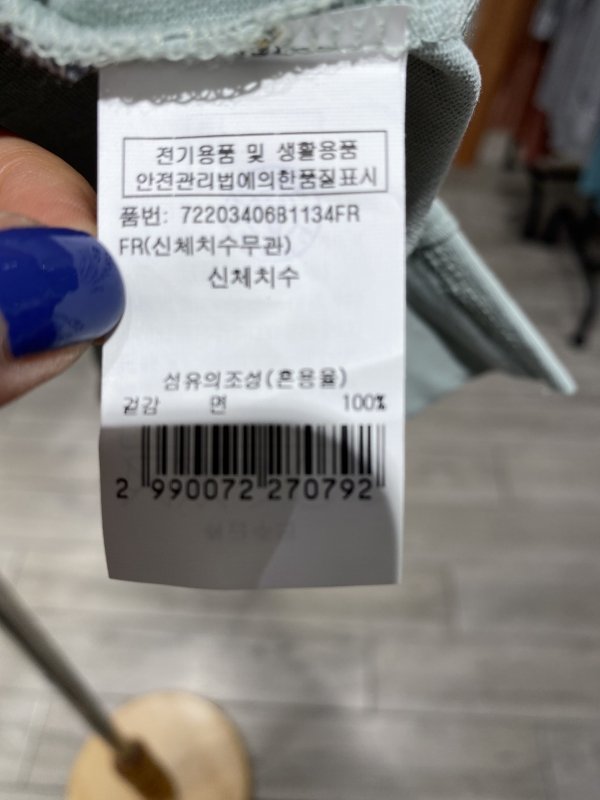 전기용품 및 생활용품
안전관리법에의한품질표시
품번: 72203406B1134FR
FR(신체치수무관)
신체치수
섬유의조성(혼용율)
겉감 면 100%
2 990072 270792